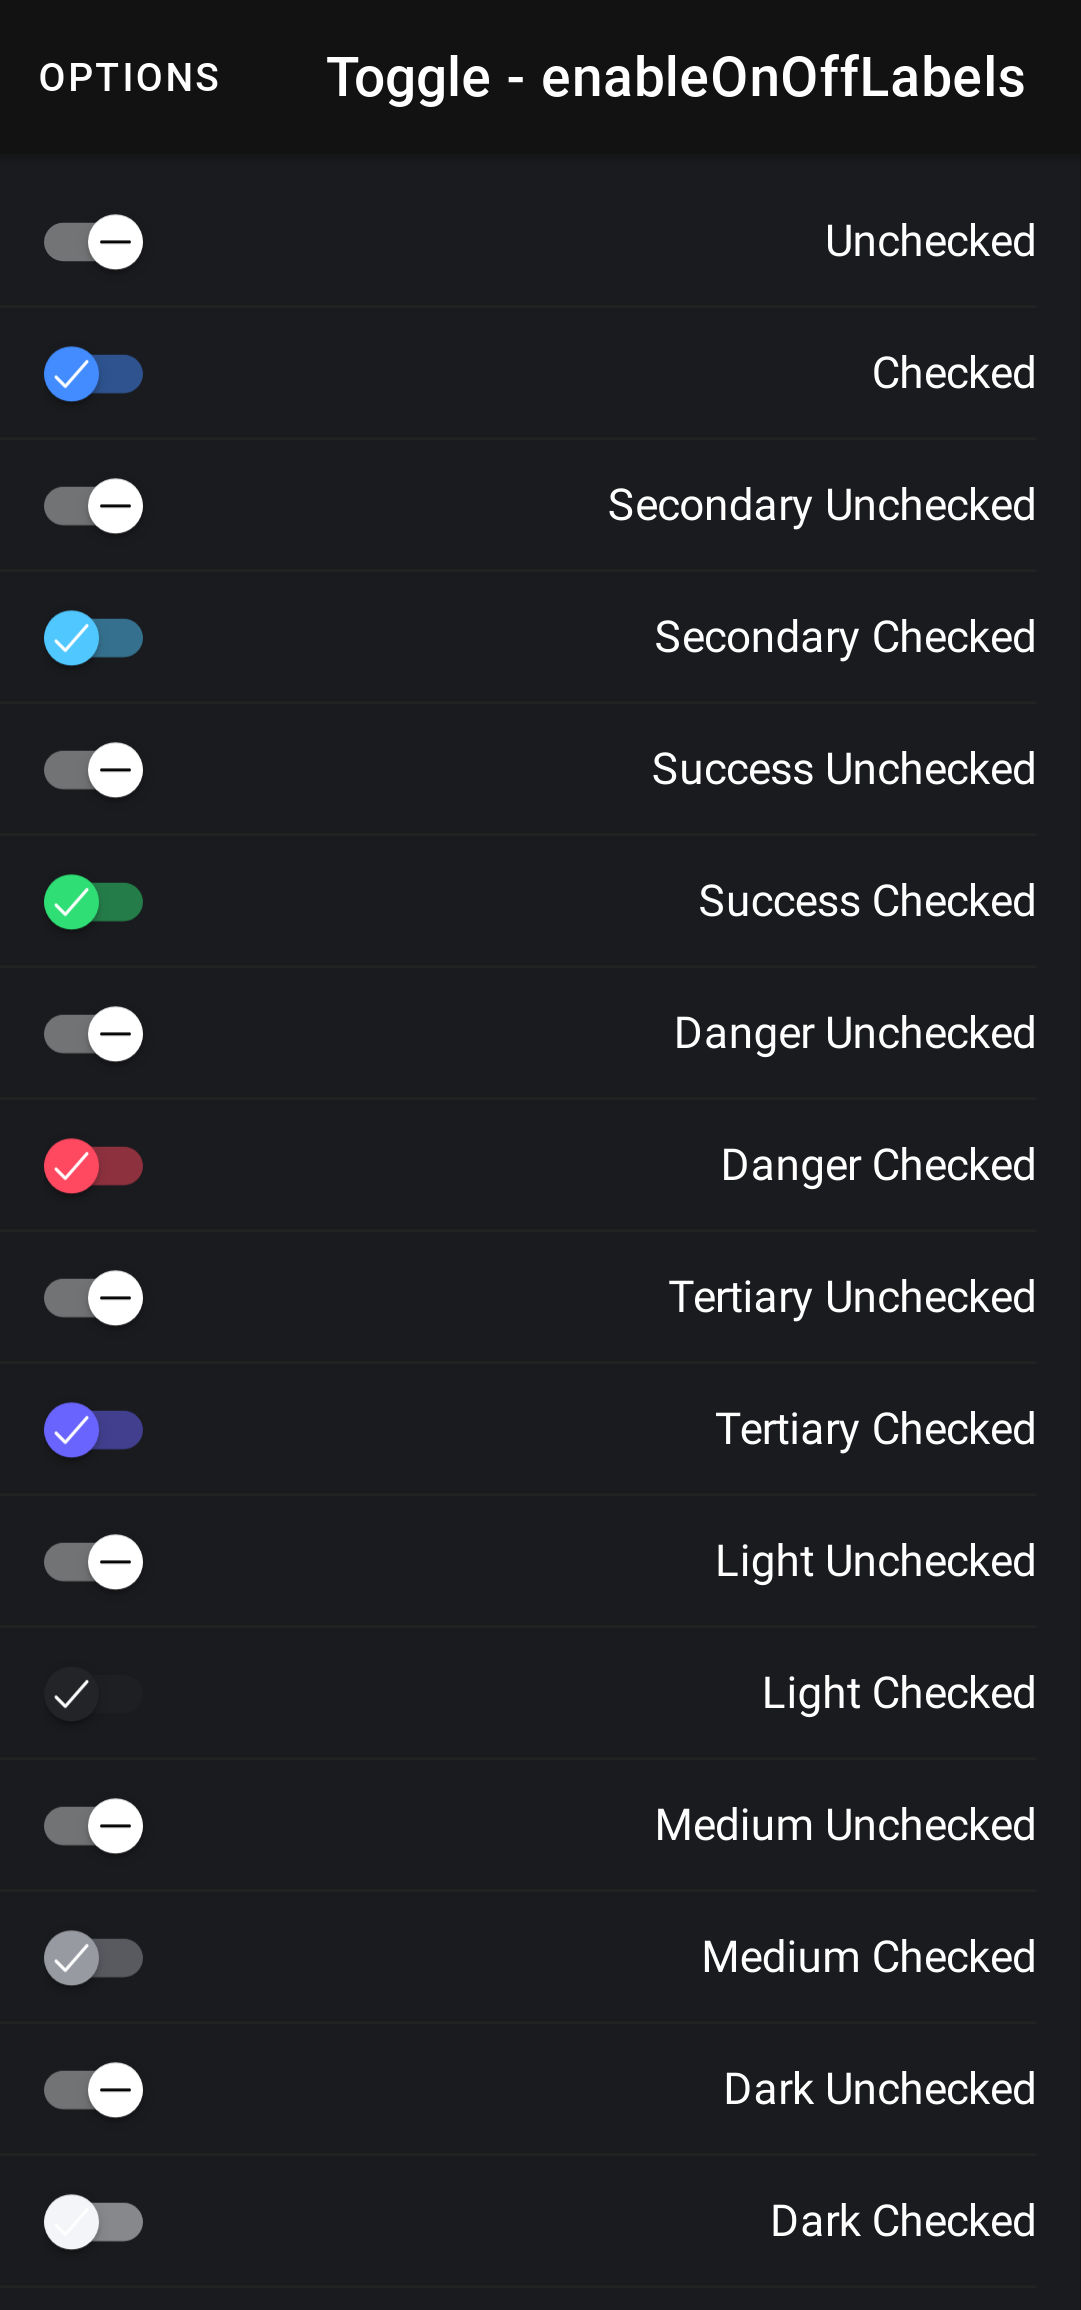 OPTIONS
Toggle - enableOnOffLabels
Unchecked
Checked
Secondary Unchecked
Secondary Checked
Success Unchecked
Success Checked
Danger Unchecked
Danger Checked
Tertiary Unchecked
Tertiary Checked
Light Unchecked
Light Checked
Medium Unchecked
Medium Checked
Dark Unchecked
Dark Checked